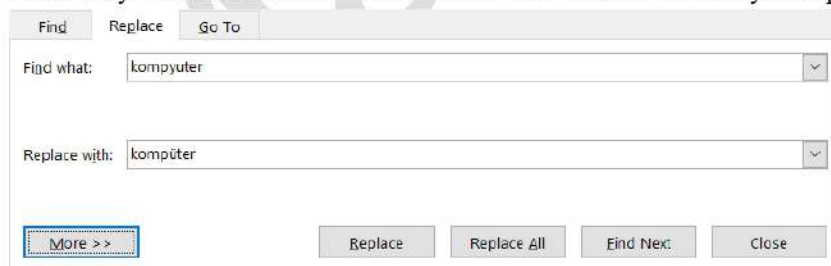 Find Replace Go To
Find what: kompyuter
Replace with: kompüter
More >> Replace Replace All Find Next Close